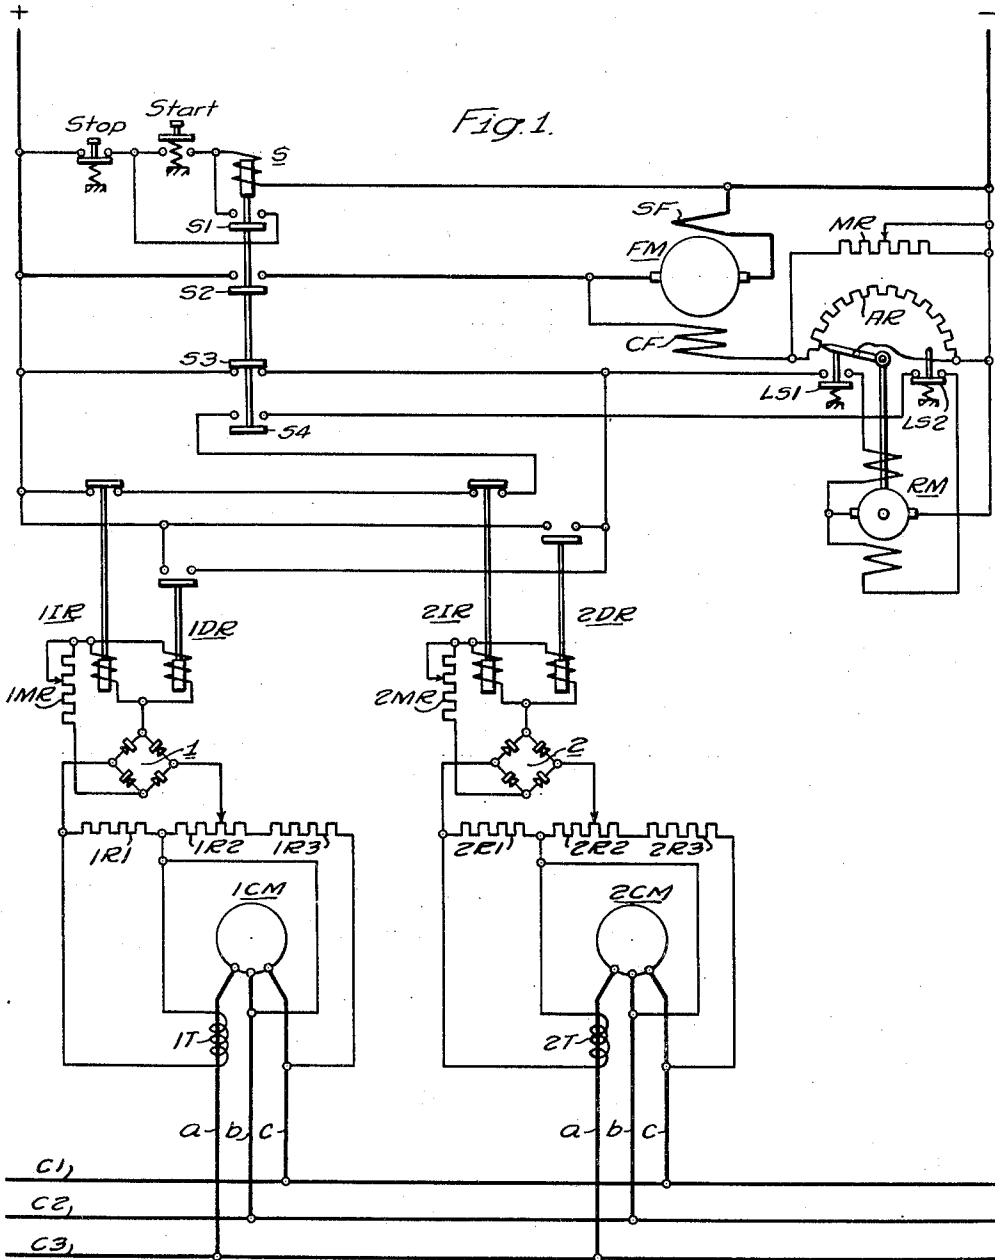 + −
Fig. 1.
Stop
Start
S
S1
S2
S3
S4
SF
FM
CF
MR
AR
LS1
LS2
RM
1IR
1DR
2IR
2DR
1MR
2MR
1
2
1R1
1R2
1R3
2R1
2R2
2R3
1CM
2CM
1T
2T
a b c
a b c
C1
C2
C3